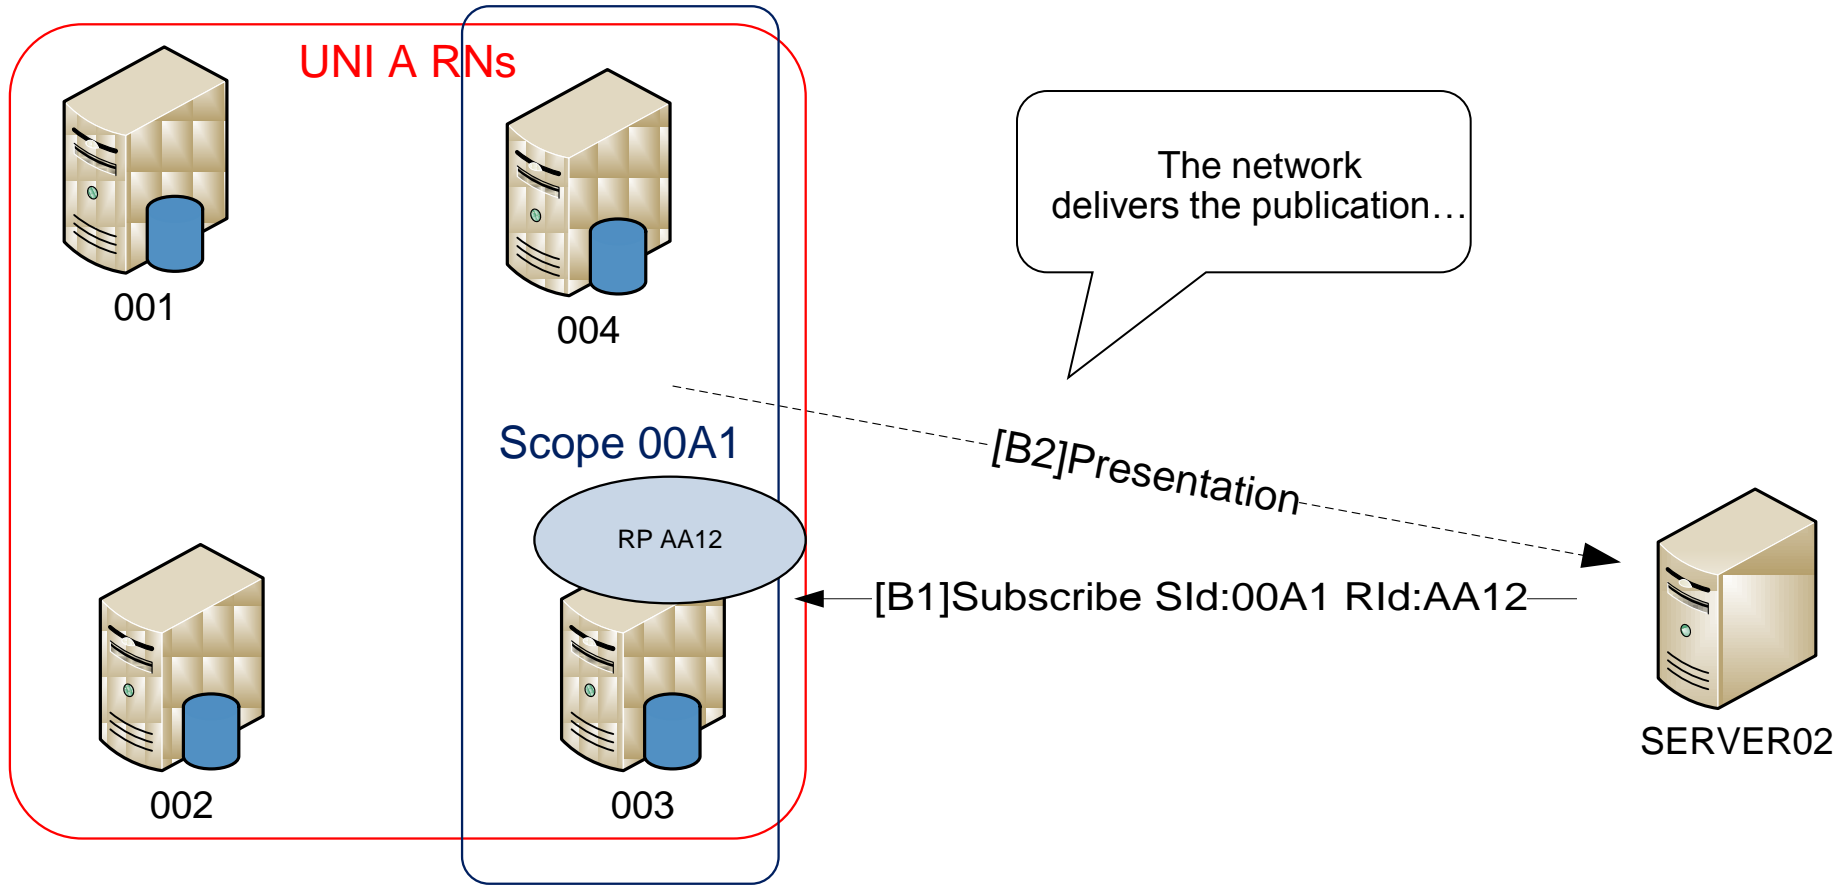 UNI A RNs
001
004
The network
delivers the publication…
Scope 00A1
[B2]Presentation
RP AA12
[B1]Subscribe SId:00A1 RId:AA12
SERVER02
002
003